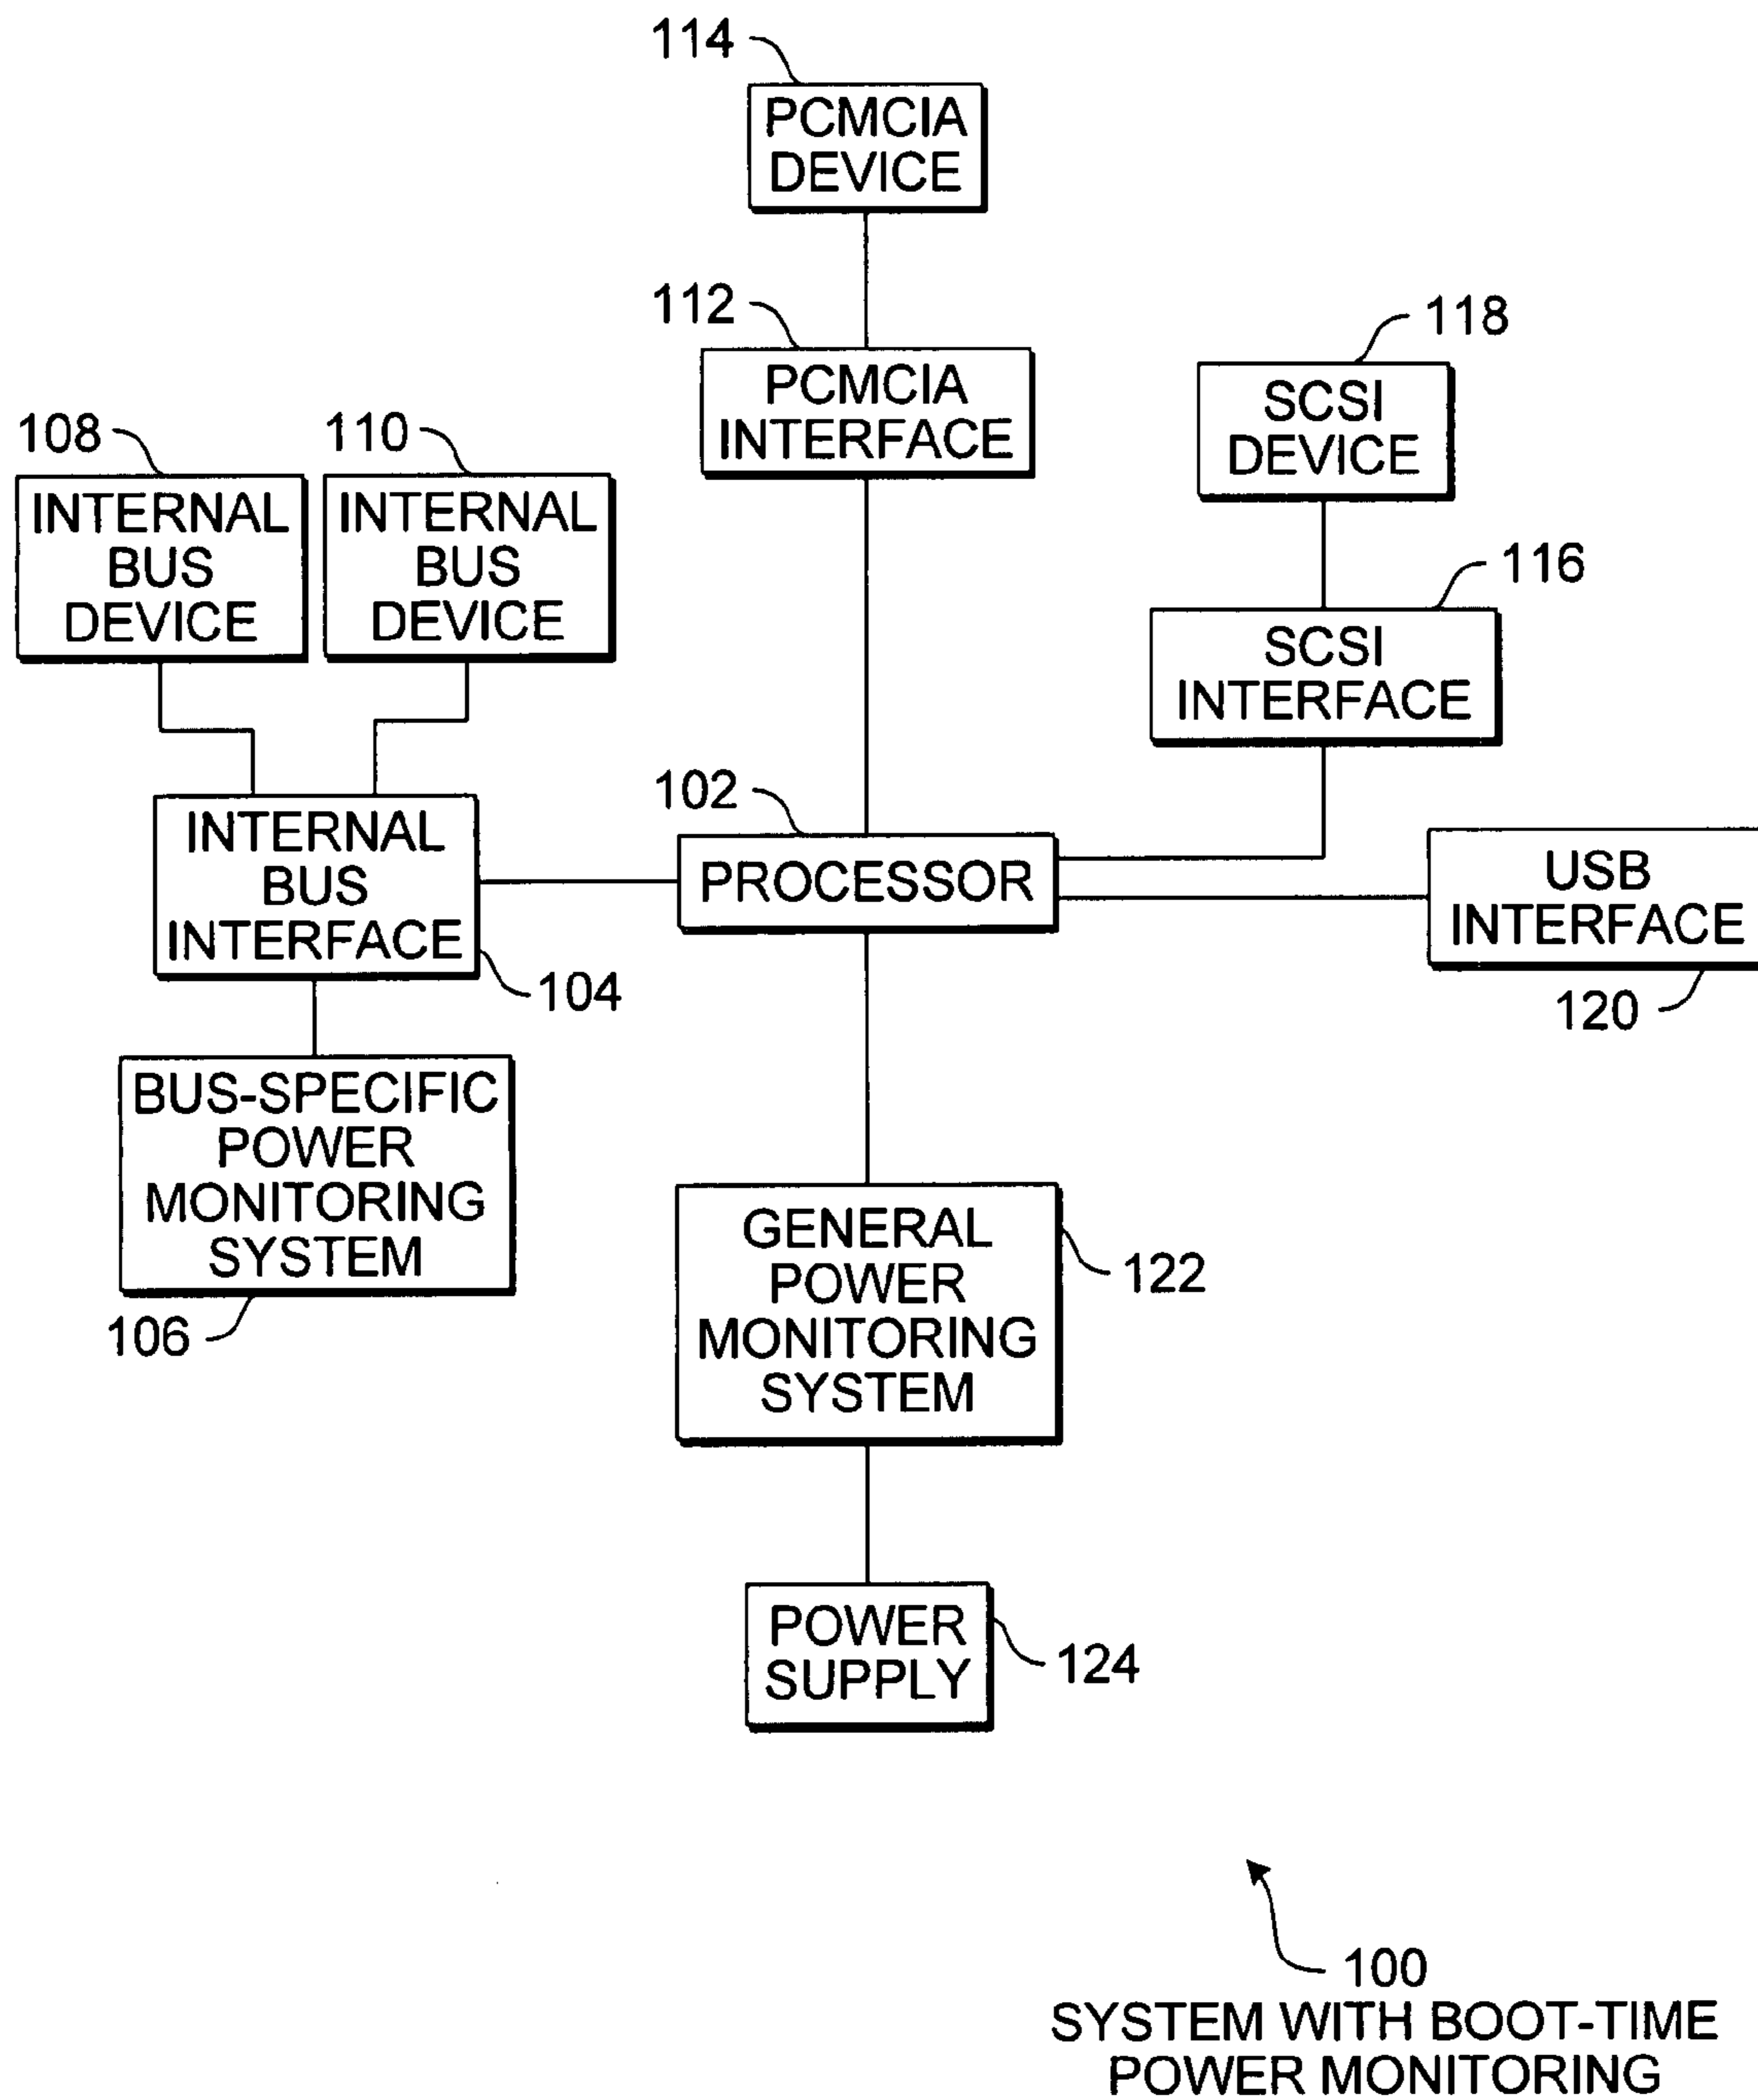 114
PCMCIA
DEVICE
112
PCMCIA
INTERFACE
118
SCSI
DEVICE
108
INTERNAL
BUS
DEVICE
110
INTERNAL
BUS
DEVICE
116
SCSI
INTERFACE
102
PROCESSOR
INTERNAL
BUS
INTERFACE
104
USB
INTERFACE
120
BUS-SPECIFIC
POWER
MONITORING
SYSTEM
106
GENERAL
POWER
MONITORING
SYSTEM
122
POWER
SUPPLY
124
100
SYSTEM WITH BOOT-TIME
POWER MONITORING